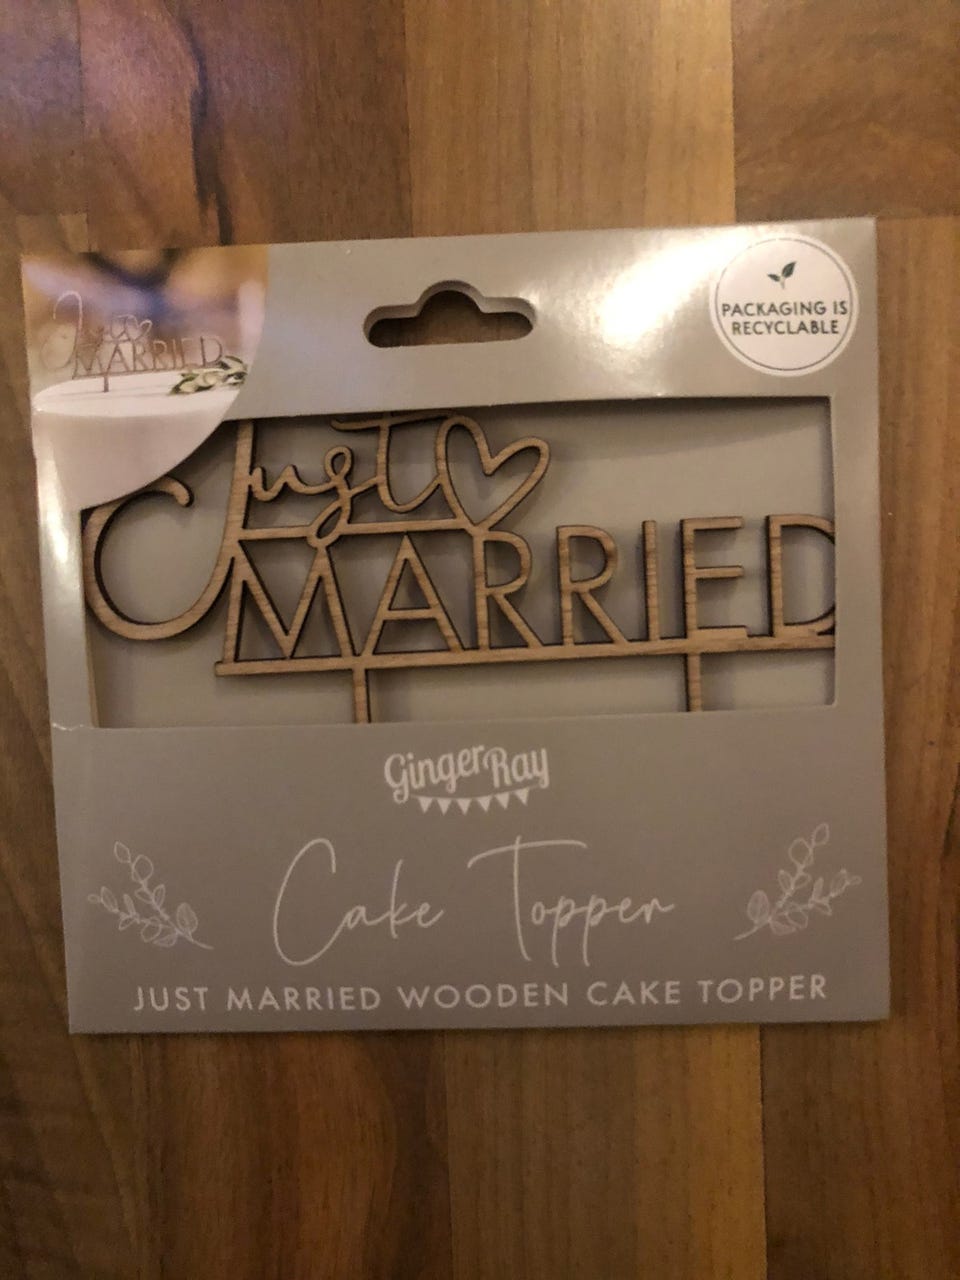 Just
MARRIED
PACKAGING IS
RECYCLABLE
Just
MARRIED
Ginger Ray
Cake Topper
JUST MARRIED WOODEN CAKE TOPPER